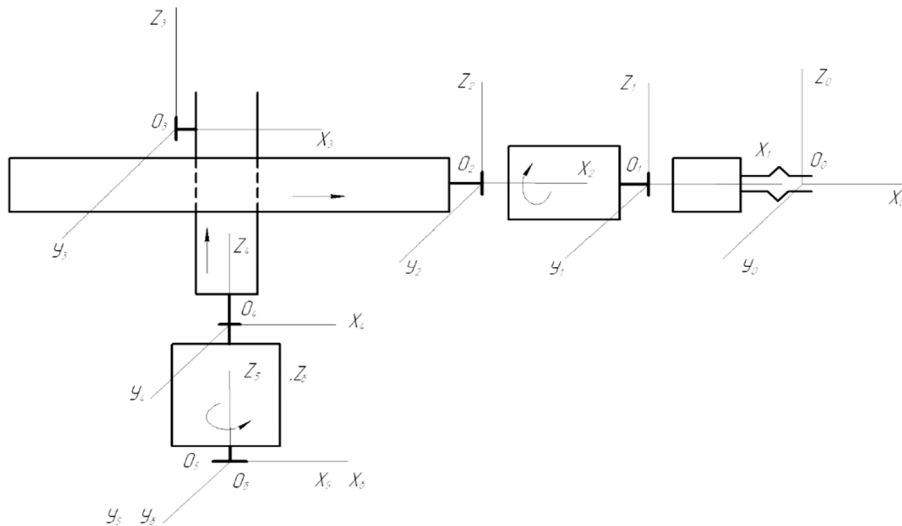 Z₃
O₃
X₃
Y₃
Z₂
O₂
X₂
Y₂
Z₁
O₁
X₁
Y₁
Z₀
O₀
X₀
Y₀
Z₄
O₄
X₄
Y₄
Z₅ .Z₆
O₅ O₆
X₅ X₆
Y₅ Y₆